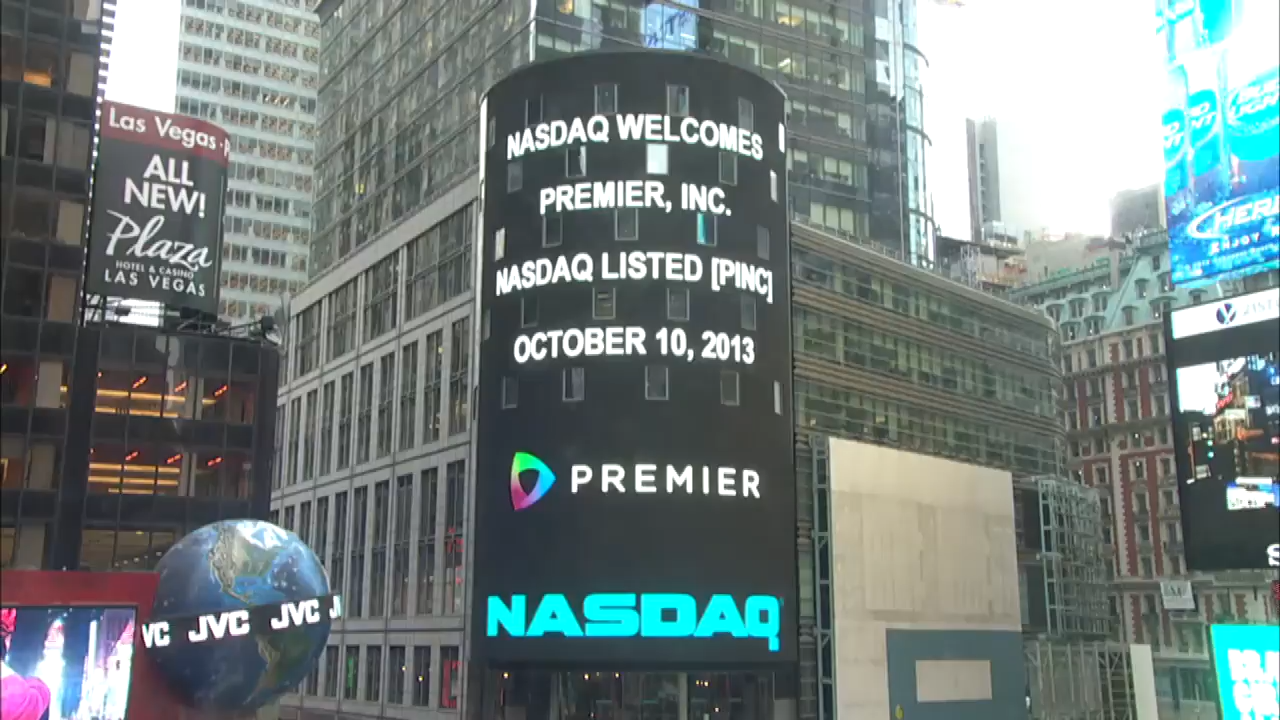 Las Vegas
ALL
NEW!
Plaza
HOTEL & CASINO
LAS VEGAS
NASDAQ WELCOMES
PREMIER, INC.
NASDAQ LISTED [PINC]
OCTOBER 10, 2013
PREMIER
NASDAQ
JVC JVC
ENJOY